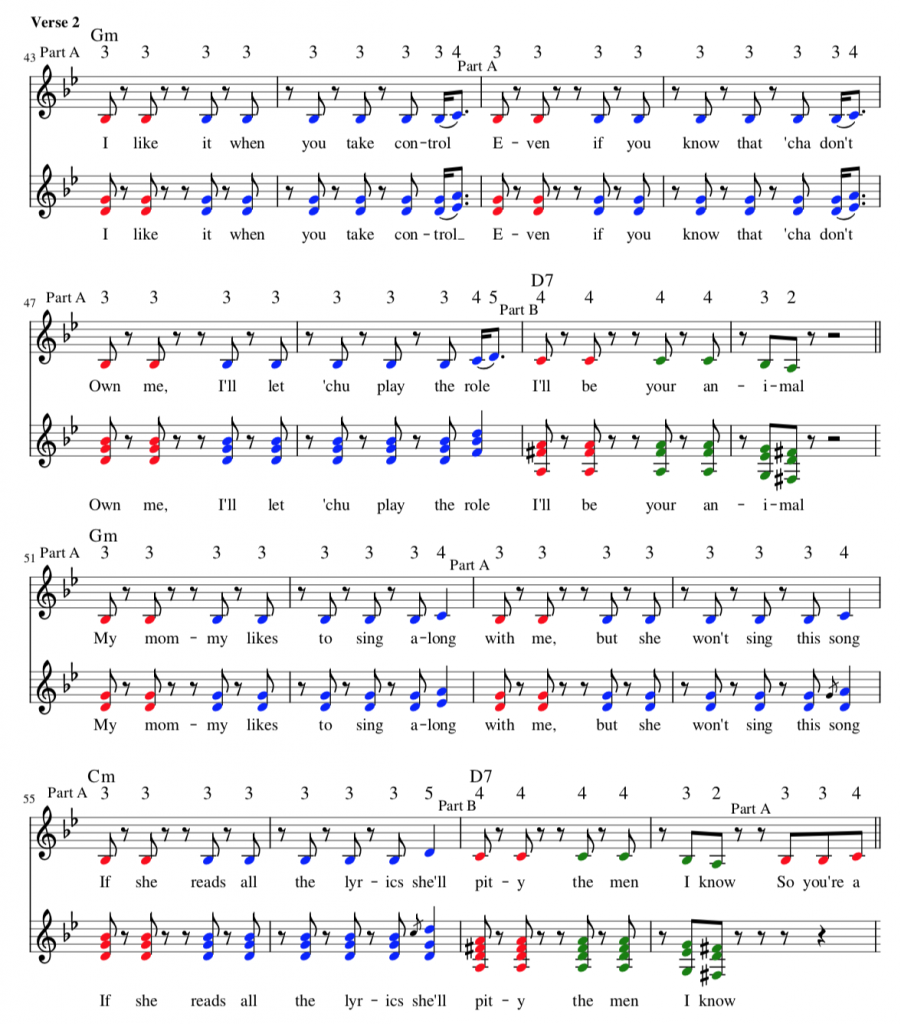 Verse 2
Gm
43 Part A 3 3 3 3 3 3 3 3 4 Part A 3 3 3 3 3 3 3 3 4
I like it when you take con-trol E - ven if you know that 'cha don't
I like it when you take con - trol_ E - ven if you know that 'cha don't
D7
47 Part A 3 3 3 3 3 3 3 4 5 Part B 4 4 4 4 3 2
Own me, I'll let 'chu play the role I'll be your an - i-mal
Own me, I'll let 'chu play the role I'll be your an - i-mal
Gm
51 Part A 3 3 3 3 3 3 3 4 Part A 3 3 3 3 3 3 3 4
My mom - my likes to sing a-long with me, but she won't sing this song
My mom - my likes to sing a-long with me, but she won't sing this song
Cm D7
55 Part A 3 3 3 3 3 3 3 5 Part B 4 4 4 4 3 2 Part A 3 3 4
If she reads all the lyr - ics she'll pit - y the men I know So you're a
If she reads all the lyr - ics she'll pit - y the men I know